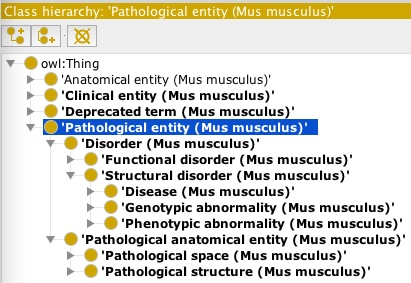 Class hierarchy: 'Pathological entity (Mus musculus)'
owl:Thing
'Anatomical entity (Mus musculus)'
'Clinical entity (Mus musculus)'
'Deprecated term (Mus musculus)'
'Pathological entity (Mus musculus)'
'Disorder (Mus musculus)'
'Functional disorder (Mus musculus)'
'Structural disorder (Mus musculus)'
'Disease (Mus musculus)'
'Genotypic abnormality (Mus musculus)'
'Phenotypic abnormality (Mus musculus)'
'Pathological anatomical entity (Mus musculus)'
'Pathological space (Mus musculus)'
'Pathological structure (Mus musculus)'